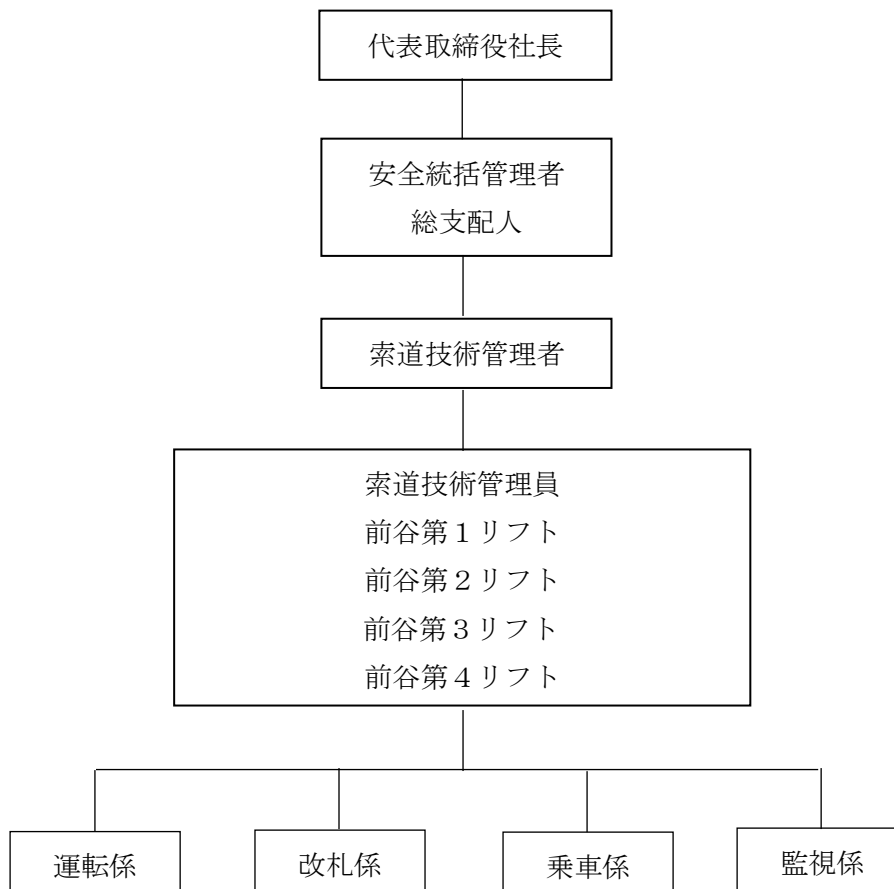 代表取締役社長
安全統括管理者
総支配人
索道技術管理者
索道技術管理員
前谷第１リフト
前谷第２リフト
前谷第３リフト
前谷第４リフト
運転係
改札係
乗車係
監視係